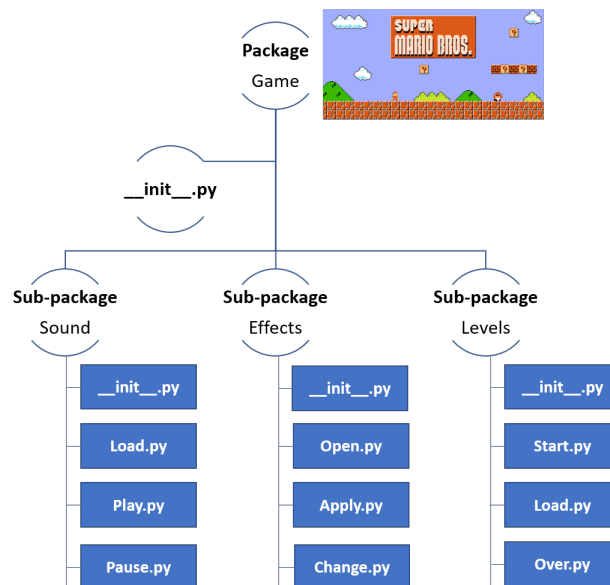 SUPER
MARIO BROS.
?
?
? ?
Package
Game
__init__.py
Sub-package
Sound
Sub-package
Effects
Sub-package
Levels
__init__.py
__init__.py
__init__.py
Load.py
Open.py
Start.py
Play.py
Apply.py
Load.py
Pause.py
Change.py
Over.py